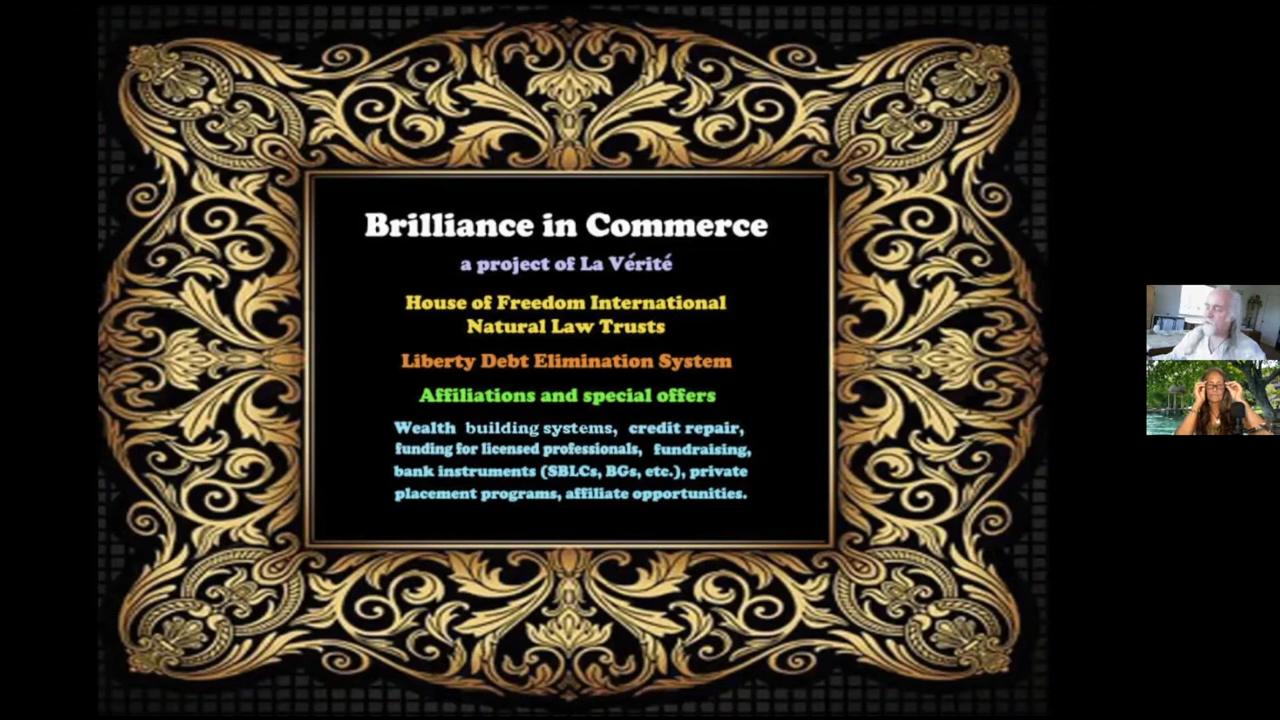 Brilliance in Commerce
a project of La Vérité
House of Freedom International
Natural Law Trusts
Liberty Debt Elimination System
Affiliations and special offers
Wealth building systems, credit repair,
funding for licensed professionals, fundraising,
bank instruments (SBLCs, BGs, etc.), private
placement programs, affiliate opportunities.